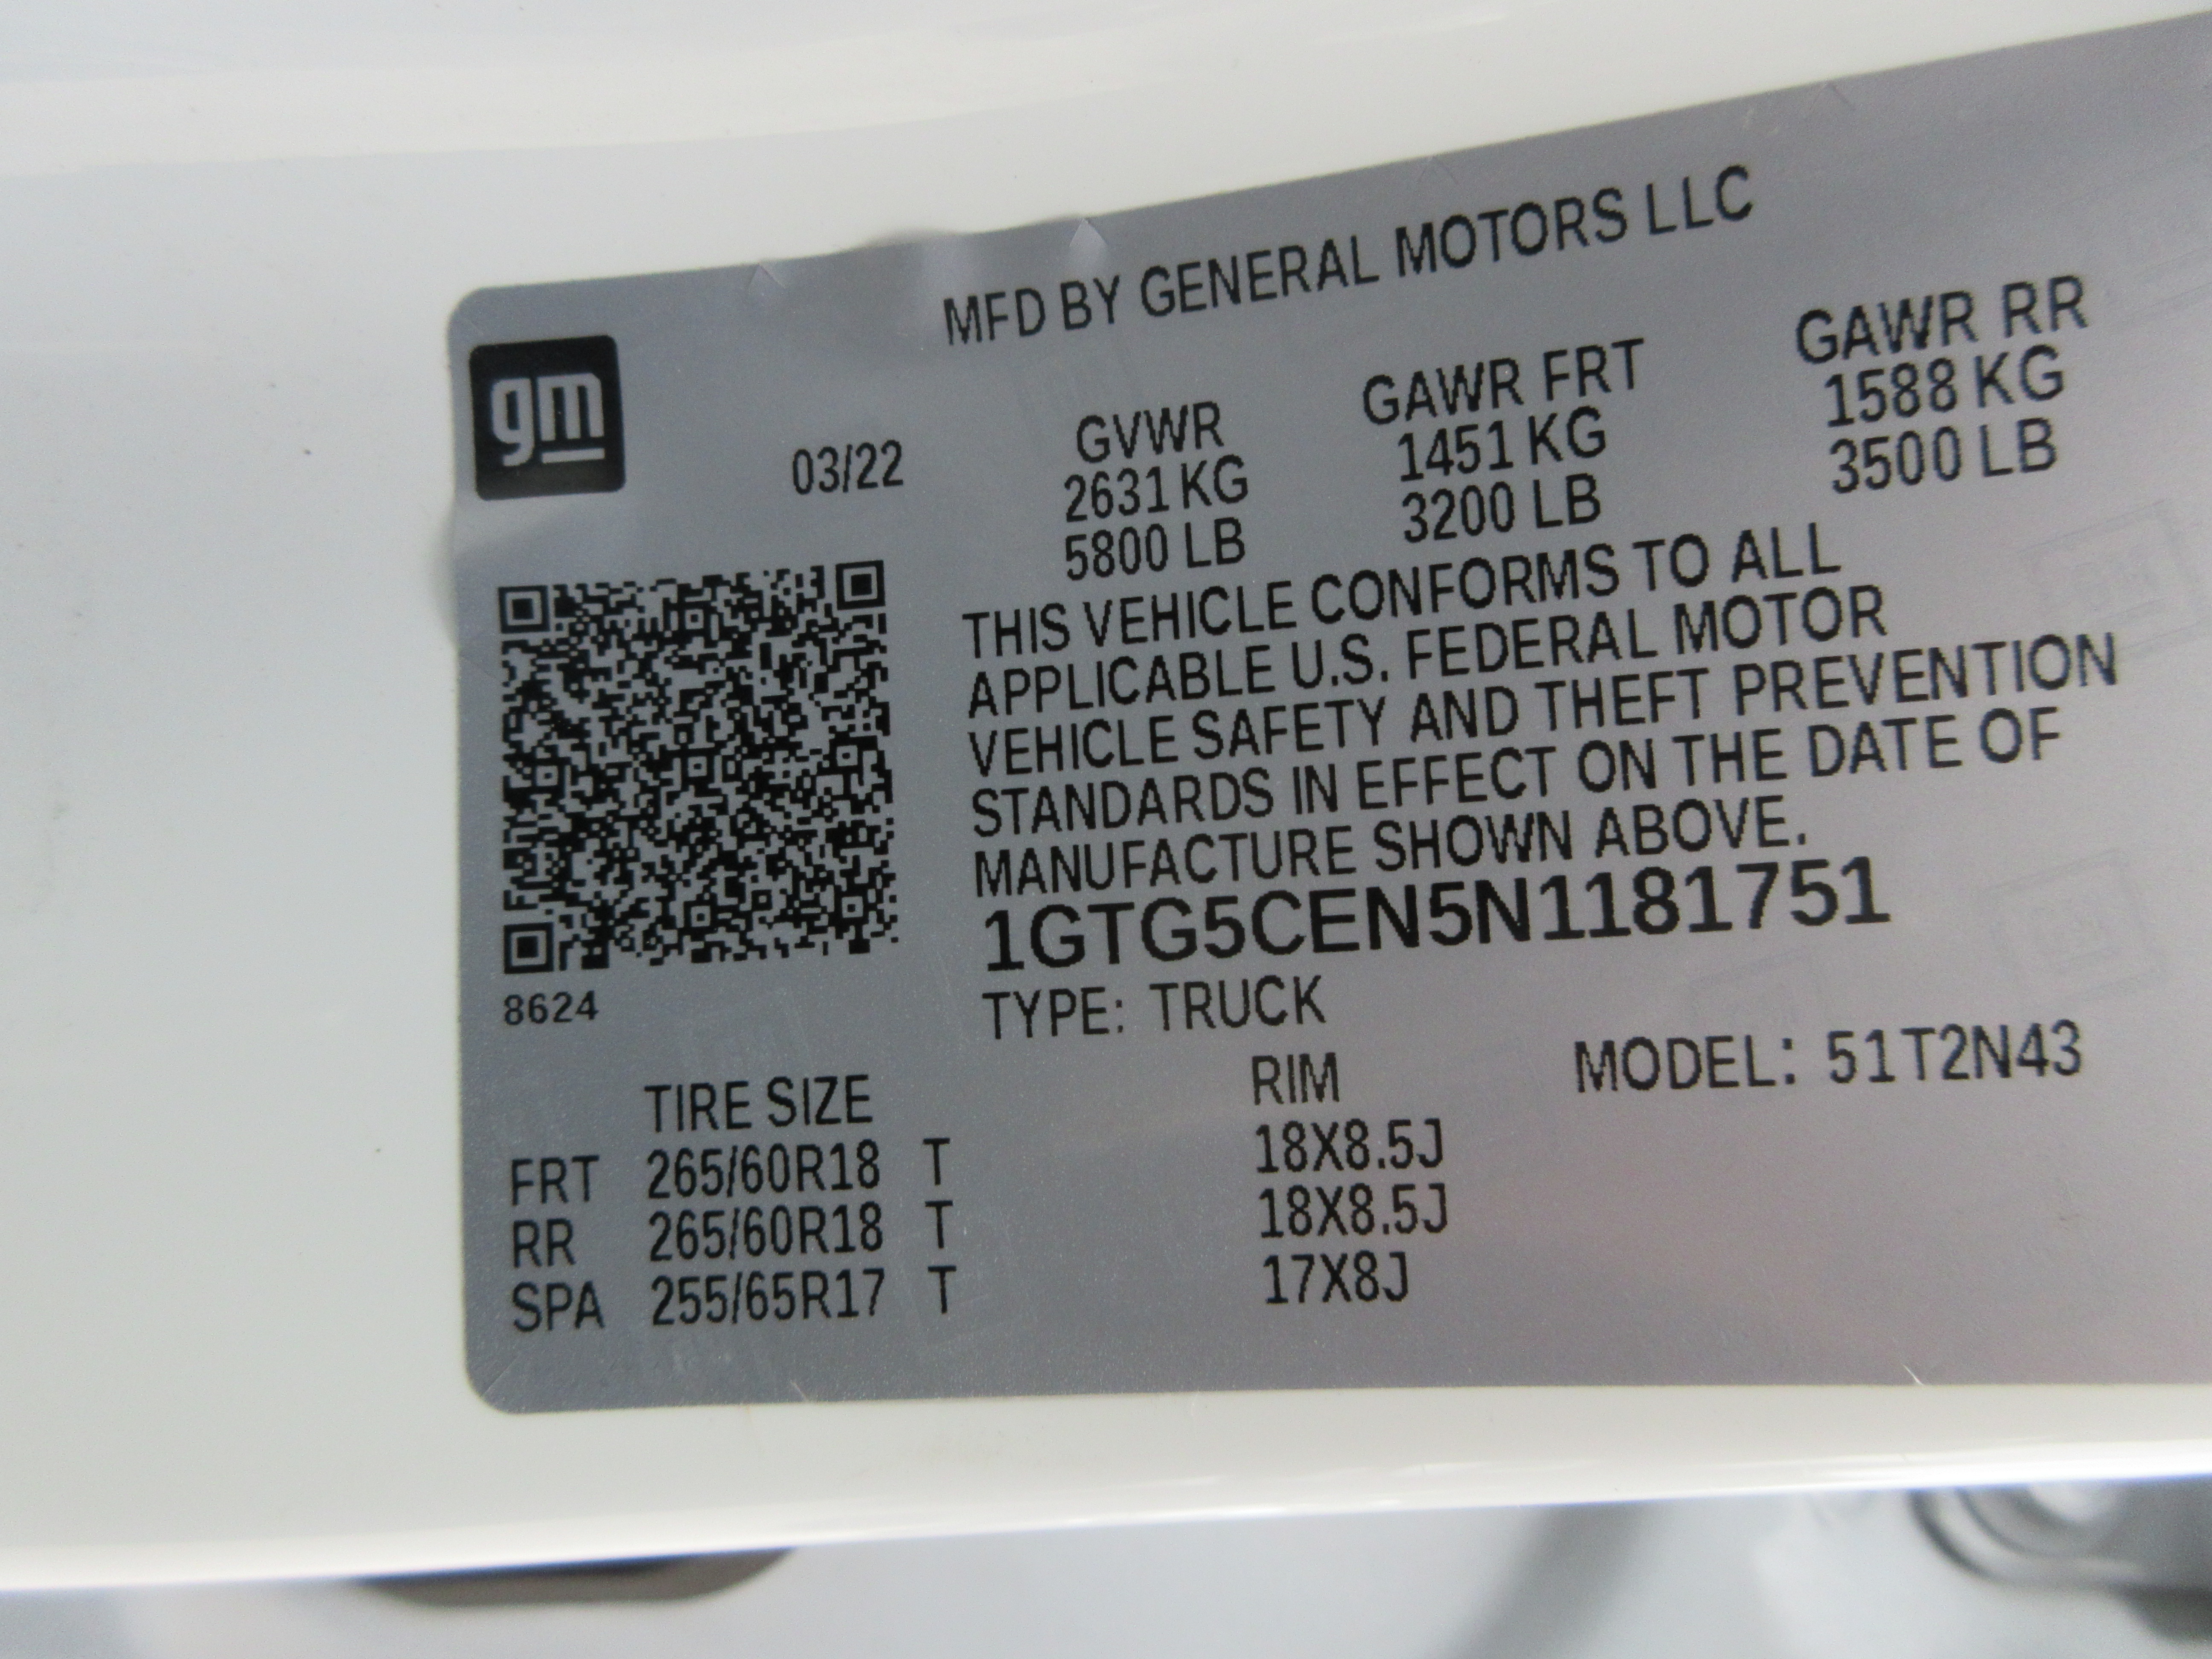 MFD BY GENERAL MOTORS LLC
gm
03/22
GVWR GAWR FRT GAWR RR
2631 KG 1451 KG 1588 KG
5800 LB 3200 LB 3500 LB
THIS VEHICLE CONFORMS TO ALL
APPLICABLE U.S. FEDERAL MOTOR
VEHICLE SAFETY AND THEFT PREVENTION
STANDARDS IN EFFECT ON THE DATE OF
MANUFACTURE SHOWN ABOVE.
1GTG5CEN5N1181751
8624
TYPE: TRUCK
MODEL: 51T2N43
TIRE SIZE RIM
FRT 265/60R18 T 18X8.5J
RR 265/60R18 T 18X8.5J
SPA 255/65R17 T 17X8J